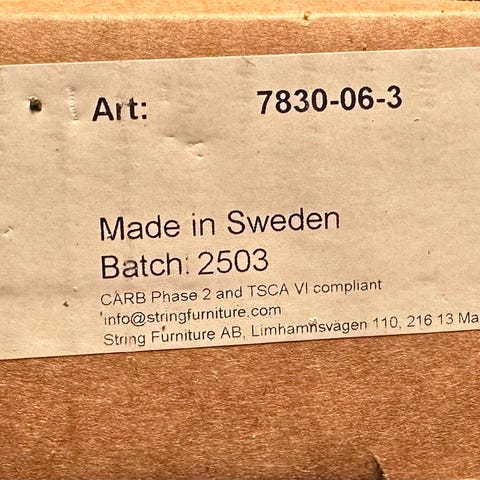 Art: 7830-06-3
Made in Sweden
Batch: 2503
CARB Phase 2 and TSCA VI compliant
info@stringfurniture.com
String Furniture AB, Limhamnsvägen 110, 216 13 Ma